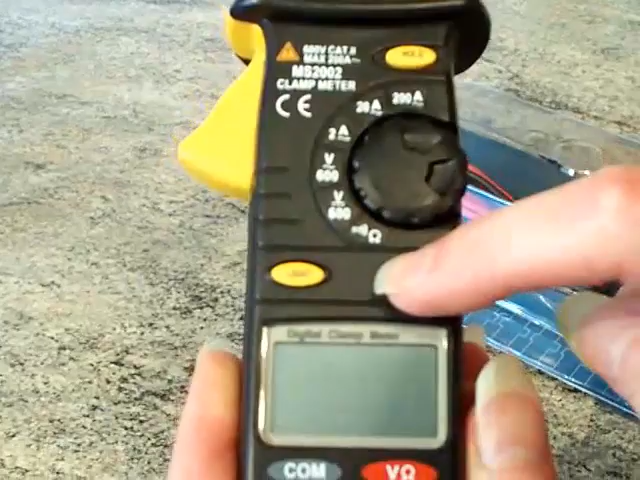 600V CAT.II
MAX 200A~
MS2002
CLAMP METER
CE
HOLD
200A
20A
2A
V
600
V
600
Ω
LIGHT
Digital Clamp Meter
COM
VΩ